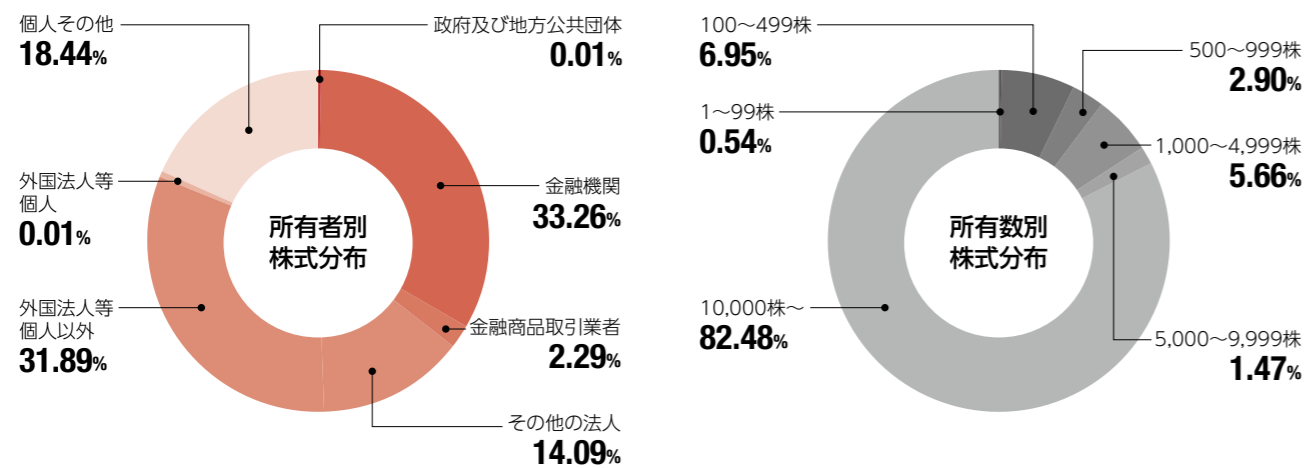 個人その他
18.44%
政府及び地方公共団体
0.01%
外国法人等
個人
0.01%
金融機関
33.26%
所有者別
株式分布
外国法人等
個人以外
31.89%
金融商品取引業者
2.29%
その他の法人
14.09%
100〜499株
6.95%
500〜999株
2.90%
1〜99株
0.54%
1,000〜4,999株
5.66%
所有数別
株式分布
10,000株〜
82.48%
5,000〜9,999株
1.47%